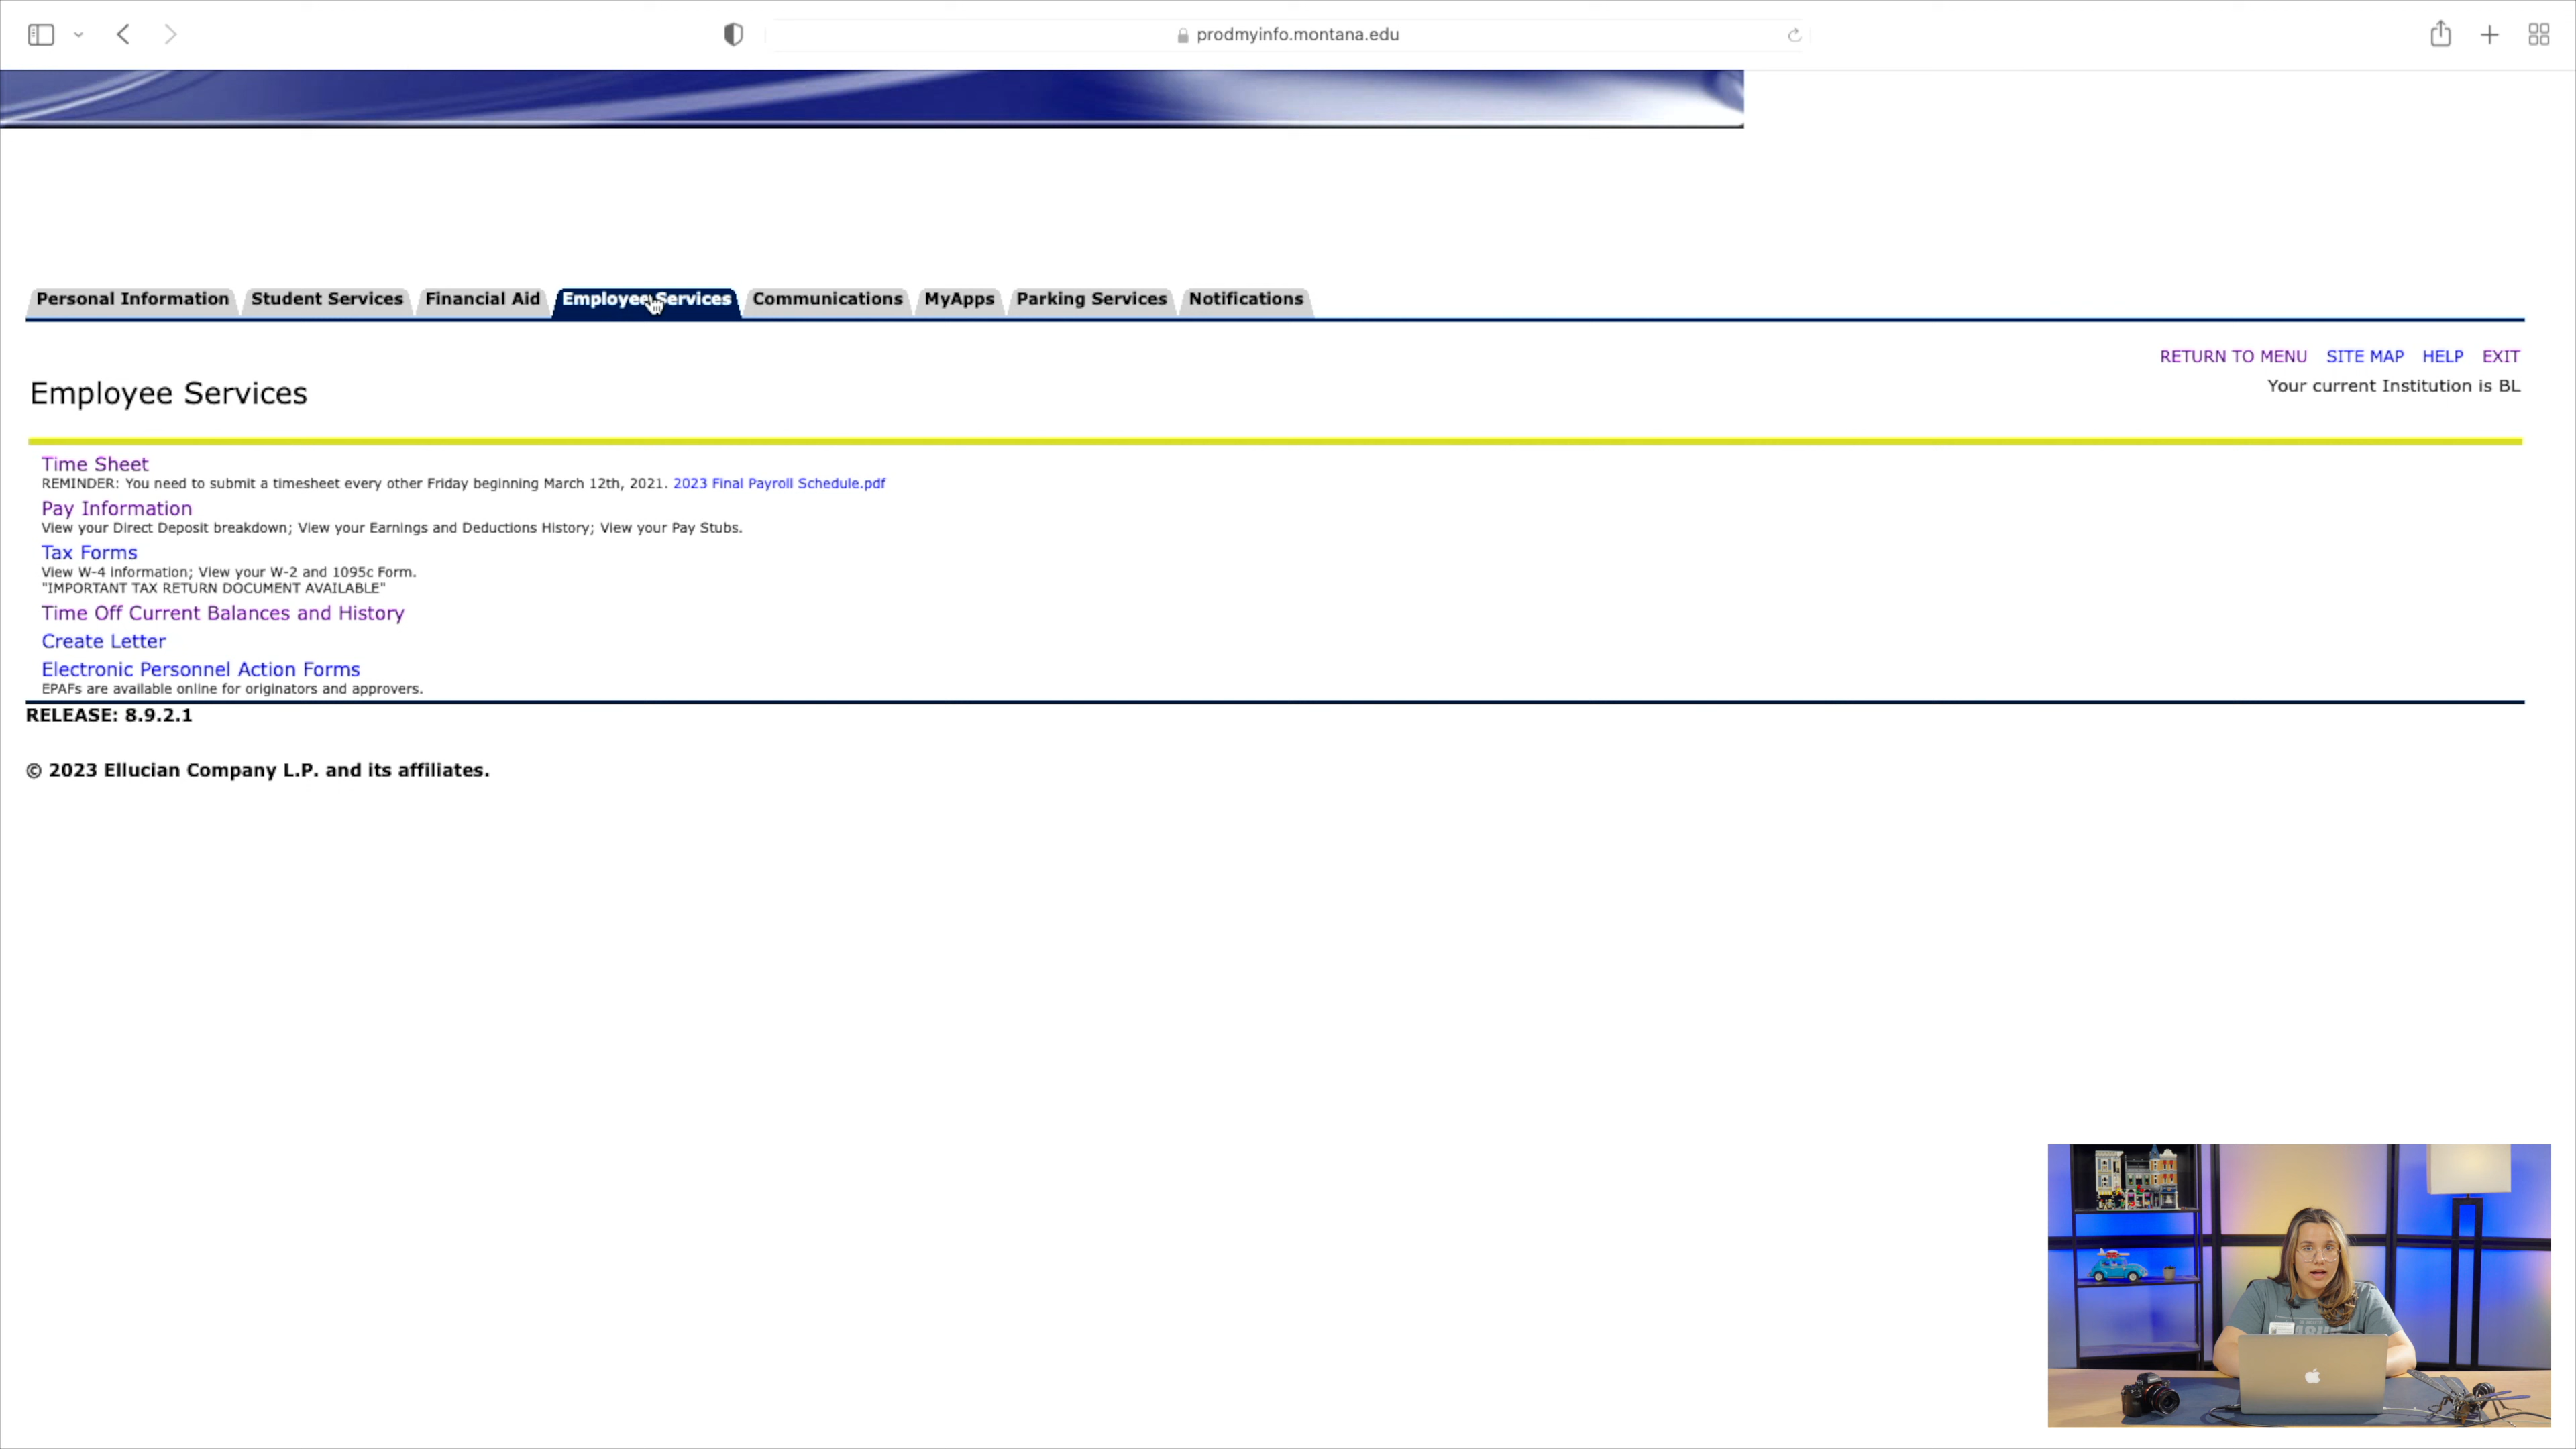 prodmyinfo.montana.edu
Personal Information Student Services Financial Aid Employee Services Communications MyApps Parking Services Notifications
RETURN TO MENU SITE MAP HELP EXIT
Your current Institution is BL
Employee Services
Time Sheet
REMINDER: You need to submit a timesheet every other Friday beginning March 12th, 2021. 2023 Final Payroll Schedule.pdf
Pay Information
View your Direct Deposit breakdown; View your Earnings and Deductions History; View your Pay Stubs.
Tax Forms
View W-4 information; View your W-2 and 1095c Form.
"IMPORTANT TAX RETURN DOCUMENT AVAILABLE"
Time Off Current Balances and History
Create Letter
Electronic Personnel Action Forms
EPAFs are available online for originators and approvers.
RELEASE: 8.9.2.1
© 2023 Ellucian Company L.P. and its affiliates.